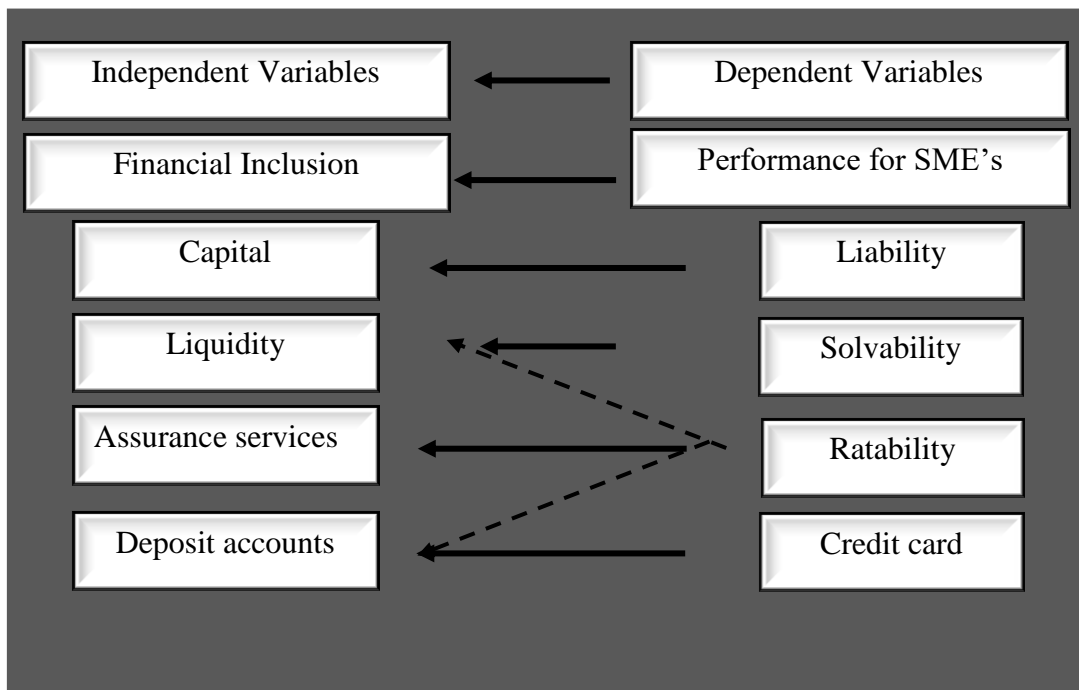 Independent Variables
Dependent Variables
Financial Inclusion
Performance for SME's
Capital
Liability
Liquidity
Solvability
Assurance services
Ratability
Deposit accounts
Credit card